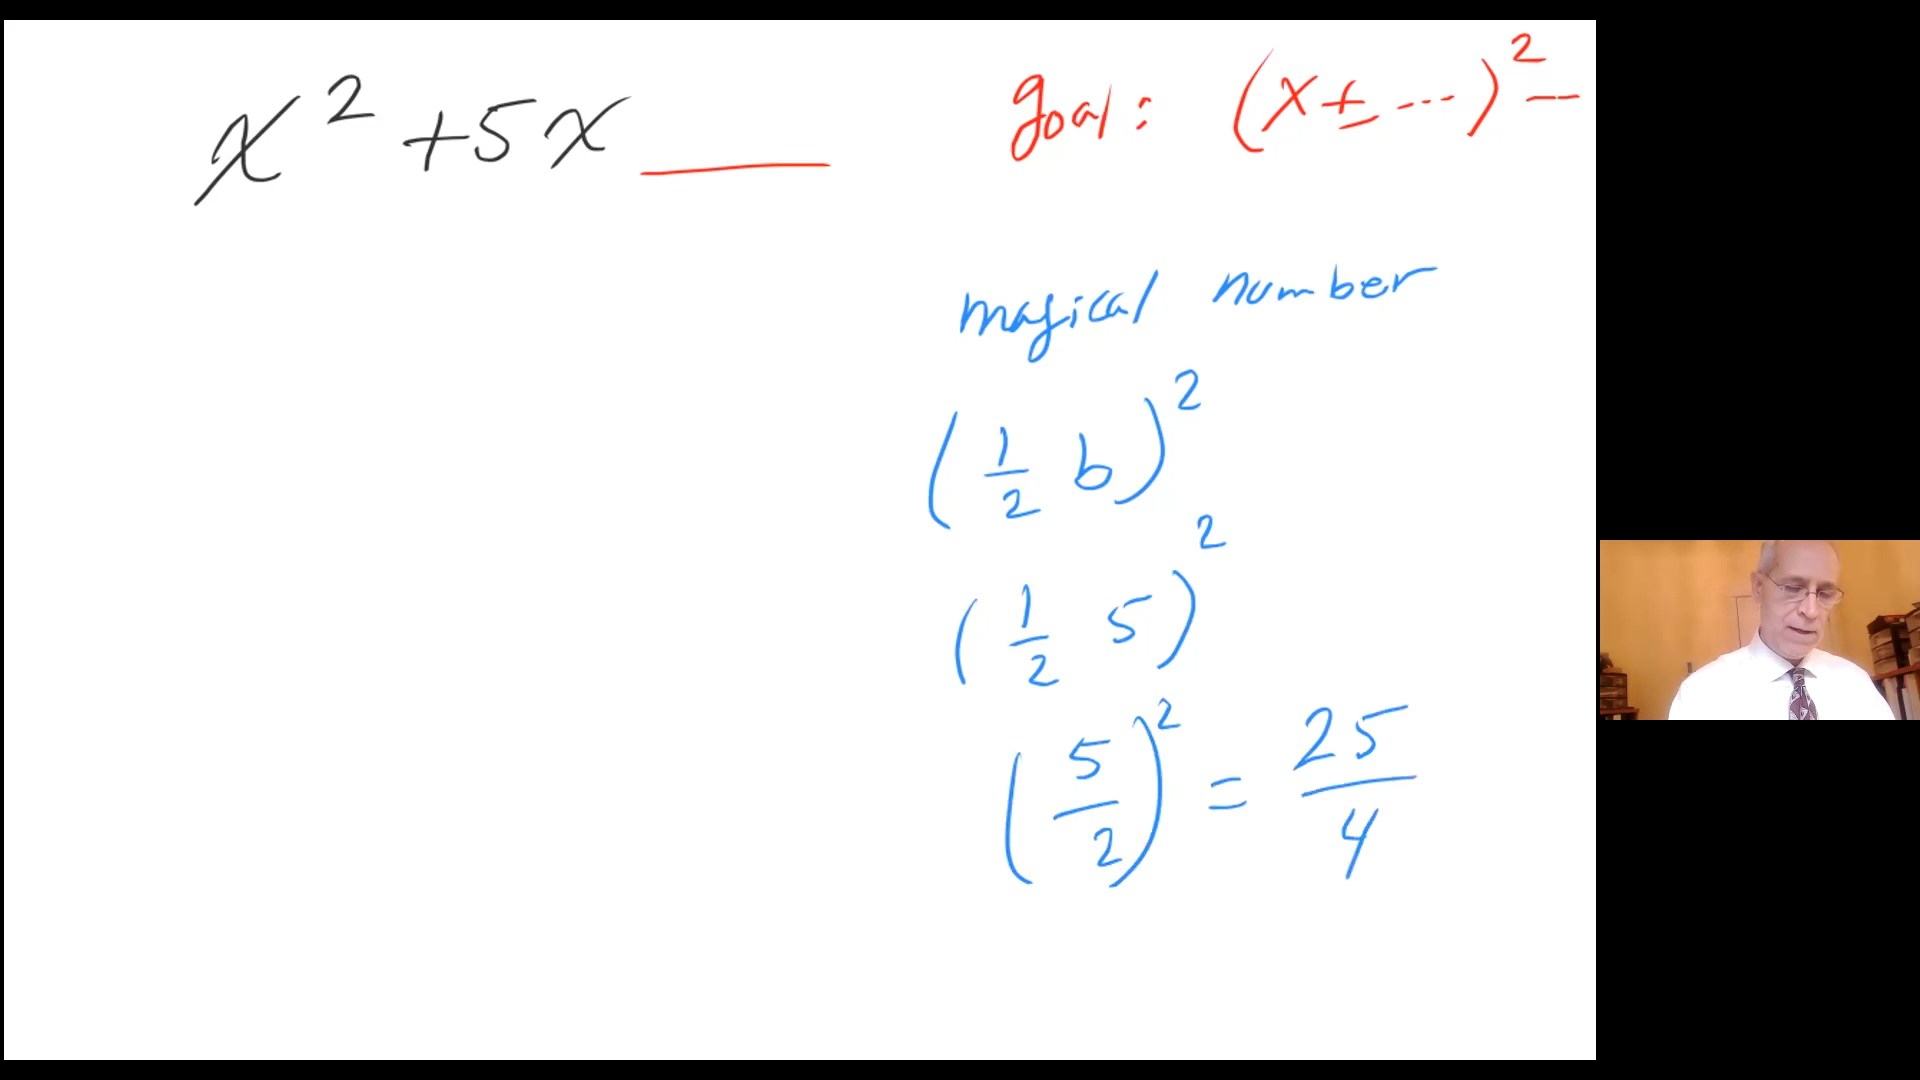 x² + 5x ____
goal: (x ± ...)² --
magical number
(1/2 b)²
(1/2 5)²
(5/2)² = 25/4